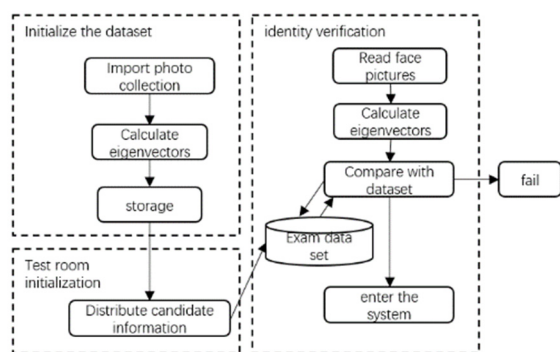 Initialize the dataset
Import photo
collection
Calculate
eigenvectors
storage
Test room
initialization
Distribute candidate
information
identity verification
Read face
pictures
Calculate
eigenvectors
Compare with
dataset
fail
Exam data
set
enter the
system